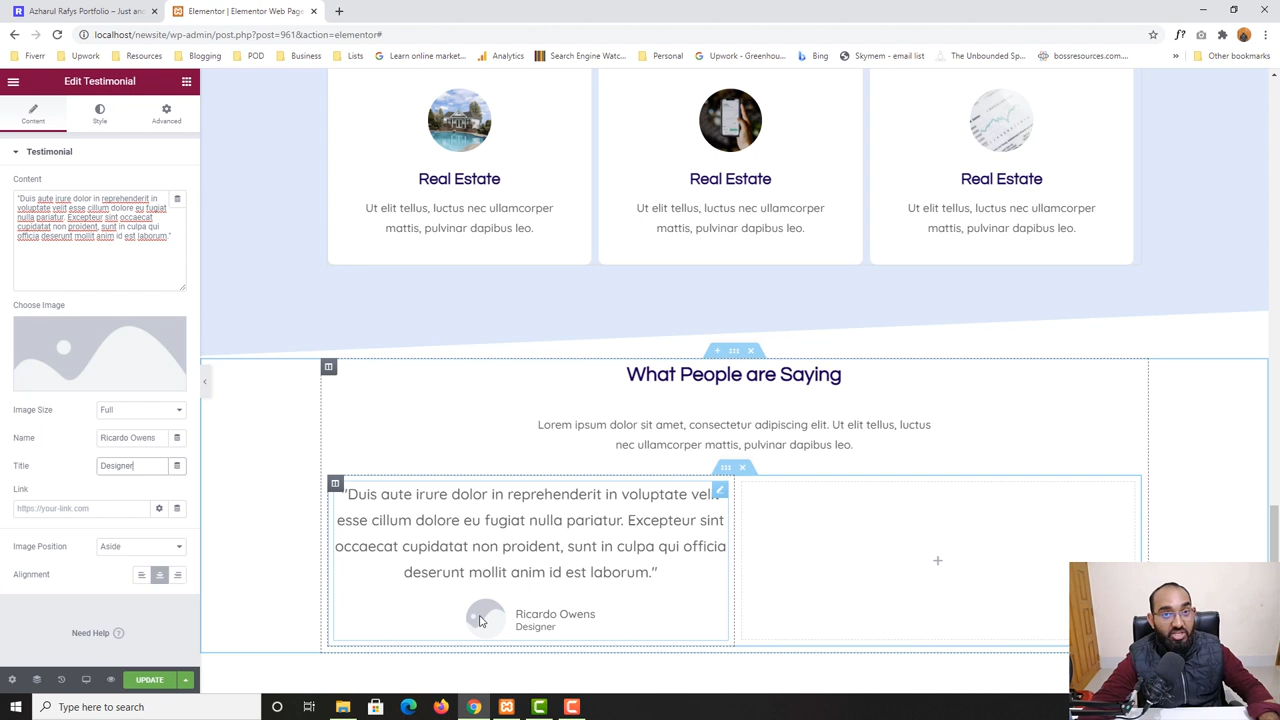 Azharul Rafys Portfolio - Just anc
Elementor | Elementor Web Page
localhost/newsite/wp-admin/post.php?post=961&action=elementor#
Fiverr
Upwork
Resources
Blogging
POD
Business
Rafis
Google
Learn online market...
Analytics
Search Engine Watc...
Personal
Upwork - Greenhou...
Bing
Skymem - email list
The Unbounded Sp...
bossresources.com...
»
Other bookmarks
Edit Testimonial
Content
Style
Advanced
Testimonial
Content
"Duis aute irure dolor in reprehenderit in
voluptate velit esse cillum dolore eu fugiat
nulla pariatur. Excepteur sint occaecat
cupidatat non proident, sunt in culpa qui
officia deserunt mollit anim id est laborum."
Choose Image
Image Size
Full
Name
Ricardo Owens
Title
Designer
Link
https://your-link.com
Image Position
Aside
Alignment
Need Help ?
UPDATE
Real Estate
Ut elit tellus, luctus nec ullamcorper
mattis, pulvinar dapibus leo.
Real Estate
Ut elit tellus, luctus nec ullamcorper
mattis, pulvinar dapibus leo.
Real Estate
Ut elit tellus, luctus nec ullamcorper
mattis, pulvinar dapibus leo.
What People are Saying
Lorem ipsum dolor sit amet, consectetur adipiscing elit. Ut elit tellus, luctus
nec ullamcorper mattis, pulvinar dapibus leo.
"Duis aute irure dolor in reprehenderit in voluptate velit
esse cillum dolore eu fugiat nulla pariatur. Excepteur sint
occaecat cupidatat non proident, sunt in culpa qui officia
deserunt mollit anim id est laborum."
Ricardo Owens
Designer
Type here to search